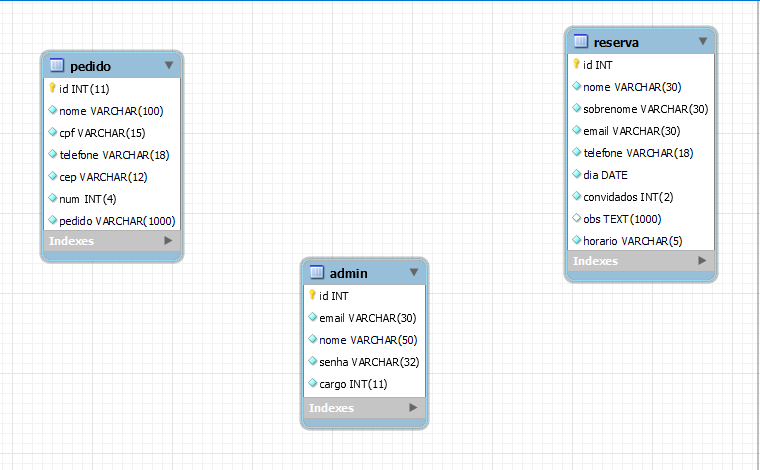 pedido
id INT(11)
nome VARCHAR(100)
cpf VARCHAR(15)
telefone VARCHAR(18)
cep VARCHAR(12)
num INT(4)
pedido VARCHAR(1000)
Indexes
admin
id INT
email VARCHAR(30)
nome VARCHAR(50)
senha VARCHAR(32)
cargo INT(11)
Indexes
reserva
id INT
nome VARCHAR(30)
sobrenome VARCHAR(30)
email VARCHAR(30)
telefone VARCHAR(18)
dia DATE
convidados INT(2)
obs TEXT(1000)
horario VARCHAR(5)
Indexes